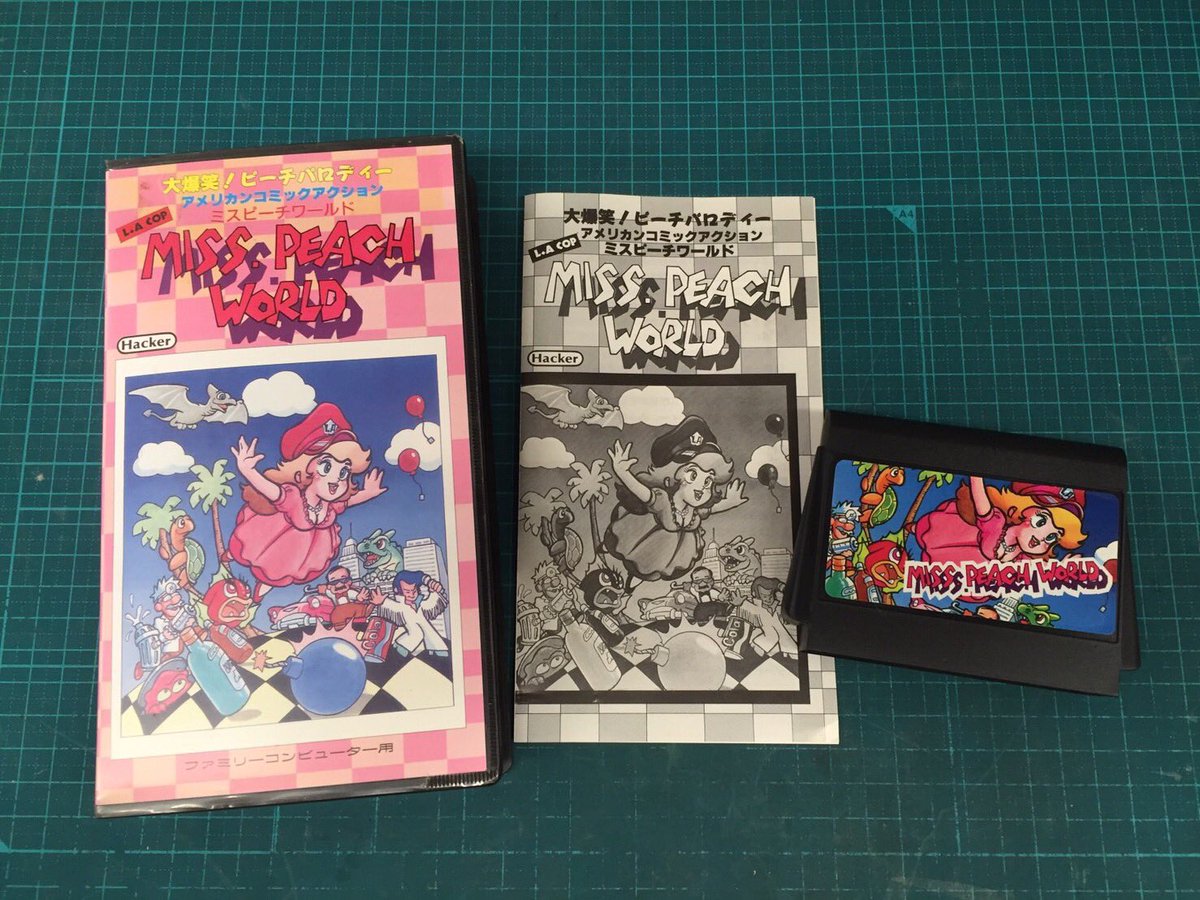 大爆笑!ピーチパロディー
アメリカンコミックアクション
ミスピーチワールド
L.A COP
MISS. PEACH
WORLD.
Hacker
ファミリーコンピューター用
大爆笑!ピーチパロディー
アメリカンコミックアクション
ミスピーチワールド
L.A COP
MISS. PEACH
WORLD.
Hacker
A4
MISS. PEACH WORLD.